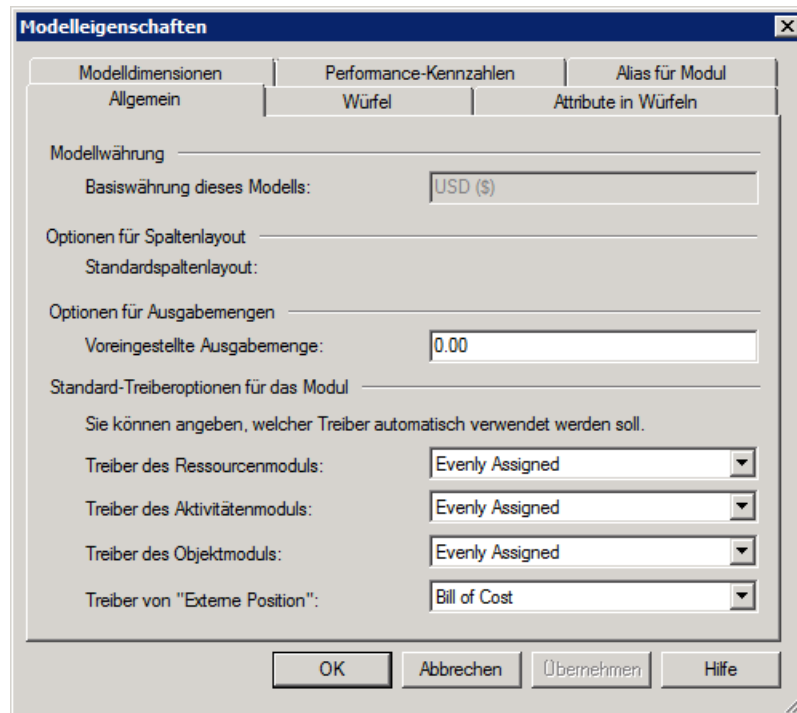 Modelleigenschaften
Modelldimensionen Performance-Kennzahlen Alias für Modul
Allgemein Würfel Attribute in Würfeln
Modellwährung
Basiswährung dieses Modells: USD ($)
Optionen für Spaltenlayout
Standardspaltenlayout:
Optionen für Ausgabemengen
Voreingestellte Ausgabemenge: 0.00
Standard-Treiberoptionen für das Modul
Sie können angeben, welcher Treiber automatisch verwendet werden soll.
Treiber des Ressourcenmoduls: Evenly Assigned
Treiber des Aktivitätenmoduls: Evenly Assigned
Treiber des Objektmoduls: Evenly Assigned
Treiber von "Externe Position": Bill of Cost
OK Abbrechen Übernehmen Hilfe